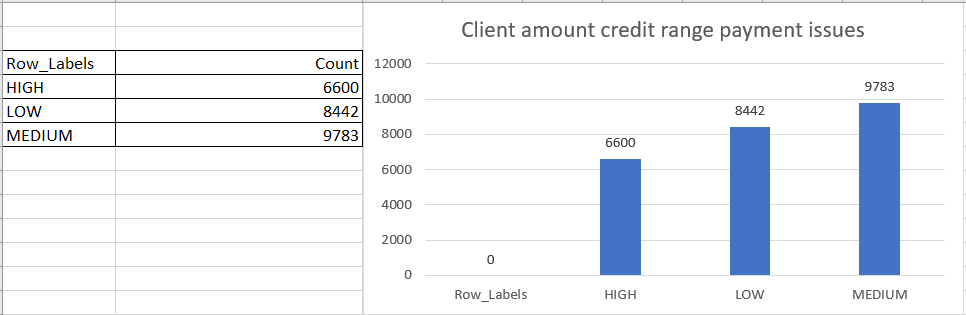 Row_Labels Count
HIGH 6600
LOW 8442
MEDIUM 9783
Client amount credit range payment issues
12000
10000
8000
6000
4000
2000
0
0
6600
8442
9783
Row_Labels HIGH LOW MEDIUM